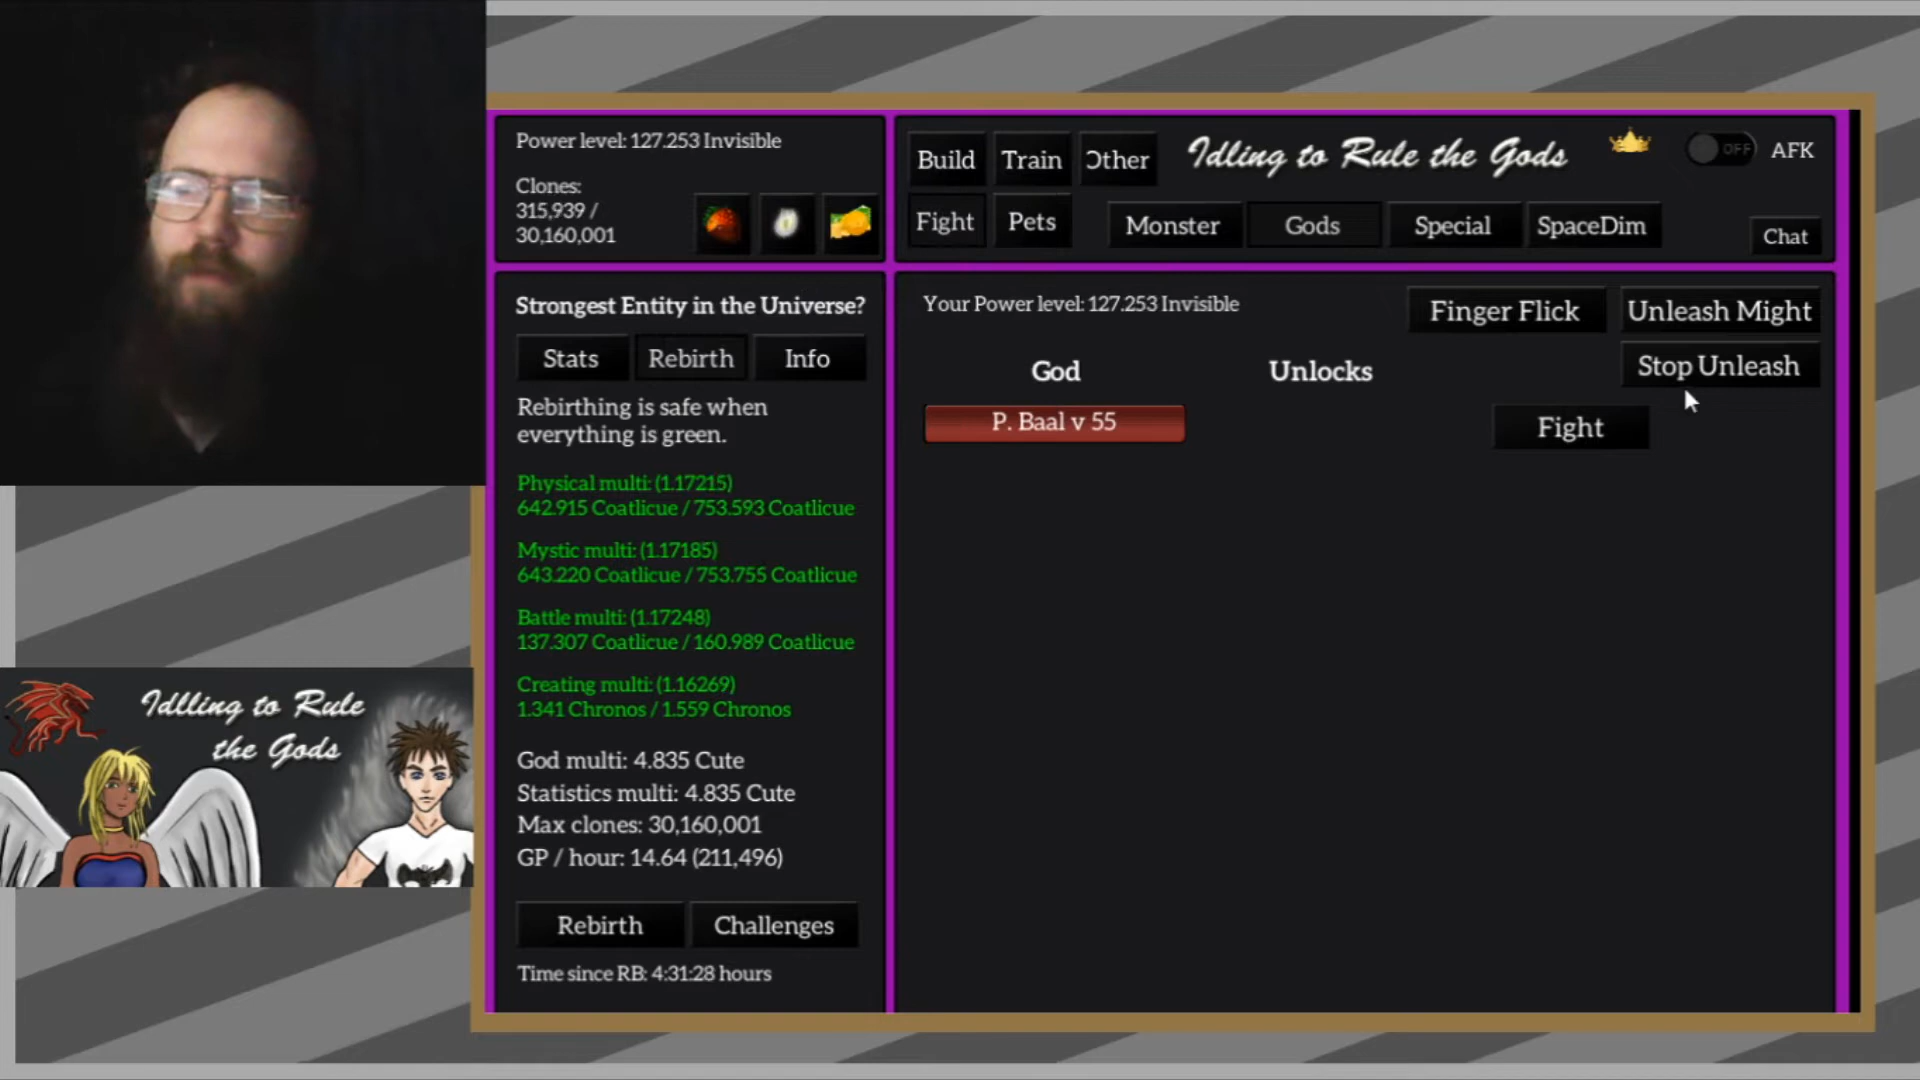 Power level: 127.253 Invisible
Clones:
315,939 /
30,160,001
Build
Train
Other
Idling to Rule the Gods
OFF
AFK
Fight
Pets
Monster
Gods
Special
SpaceDim
Chat
Strongest Entity in the Universe?
Stats
Rebirth
Info
Rebirthing is safe when
everything is green.
Physical multi: (1.17215)
642.915 Coatlicue / 753.593 Coatlicue
Mystic multi: (1.17185)
643.220 Coatlicue / 753.755 Coatlicue
Battle multi: (1.17248)
137.307 Coatlicue / 160.989 Coatlicue
Creating multi: (1.16269)
1.341 Chronos / 1.559 Chronos
God multi: 4.835 Cute
Statistics multi: 4.835 Cute
Max clones: 30,160,001
GP / hour: 14.64 (211,496)
Rebirth
Challenges
Time since RB: 4:31:28 hours
Your Power level: 127.253 Invisible
Finger Flick
Unleash Might
Stop Unleash
God
Unlocks
P. Baal v 55
Fight
Idlling to Rule
the Gods